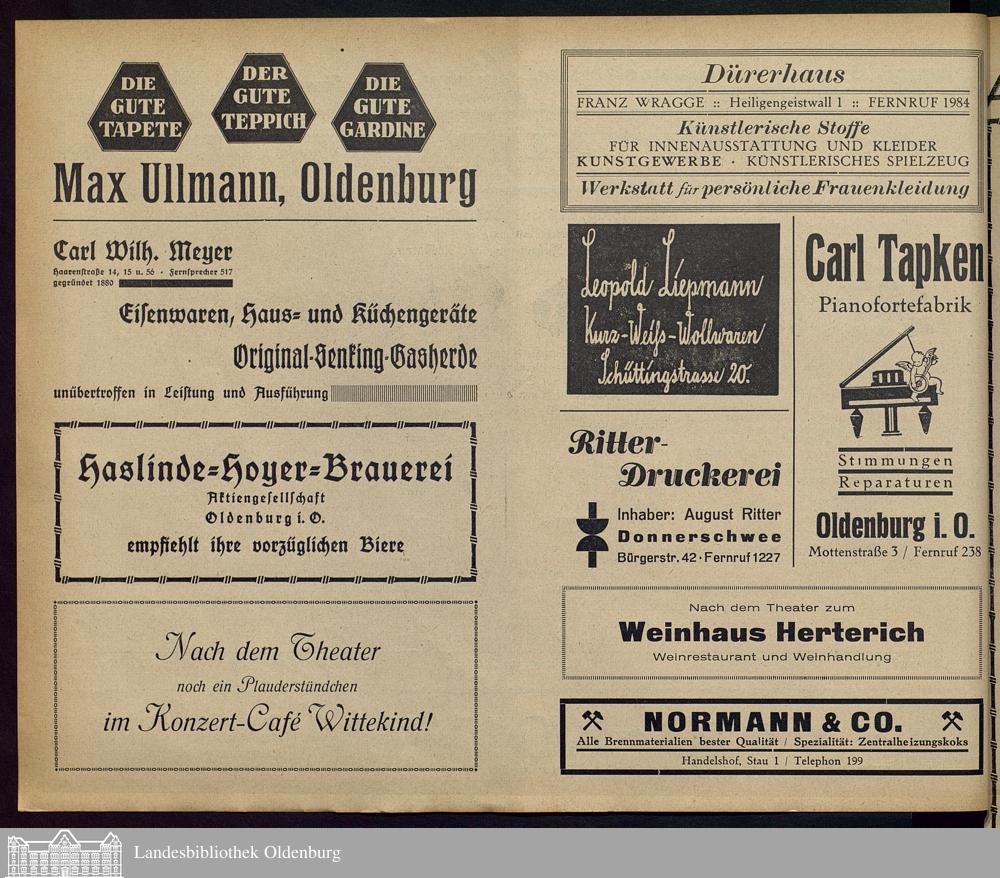 DIE
GUTE
TAPETE
DER
GUTE
TEPPICH
DIE
GUTE
GARDINE
Max Ullmann, Oldenburg
Carl Wilh. Meyer
Haarenstraße 14, 15 u. 56 · Fernsprecher 517
gegründet 1880
Eisenwaren, Haus= und Küchengeräte
Original-Senking-Gasherde
unübertroffen in Leistung und Ausführung
Haslinde=Hoyer=Brauerei
Aktiengesellschaft
Oldenburg i. O.
empfiehlt ihre vorzüglichen Biere
Nach dem Theater
noch ein Plauderstündchen
im Konzert-Café Wittekind!
Dürerhaus
FRANZ WRAGGE :: Heiligengeistwall 1 :: FERNRUF 1984
Künstlerische Stoffe
FÜR INNENAUSSTATTUNG UND KLEIDER
KUNSTGEWERBE · KÜNSTLERISCHES SPIELZEUG
Werkstatt für persönliche Frauenkleidung
Leopold Liepmann
Kurz-Weiß-Wollwaren
Schüttingstrasse 20.
Ritter-
Druckerei
Inhaber: August Ritter
Donnerschwee
Bürgerstr. 42 · Fernruf 1227
Carl Tapken
Pianofortefabrik
Stimmungen
Reparaturen
Oldenburg i. O.
Mottenstraße 3 / Fernruf 238
Nach dem Theater zum
Weinhaus Herterich
Weinrestaurant und Weinhandlung
NORMANN & CO.
Alle Brennmaterialien bester Qualität / Spezialität: Zentralheizungskoks
Handelshof, Stau 1 / Telephon 199
Landesbibliothek Oldenburg